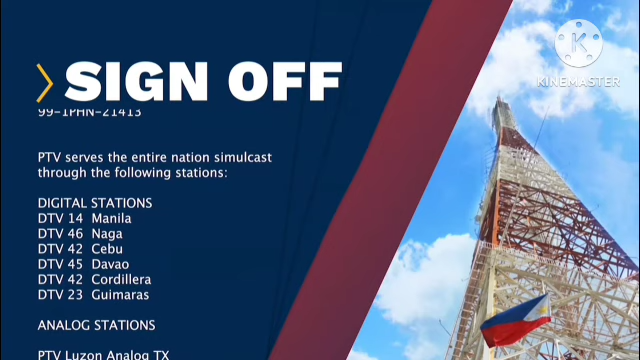 SIGN OFF
99-1PHN-21413
PTV serves the entire nation simulcast
through the following stations:
DIGITAL STATIONS
DTV 14 Manila
DTV 46 Naga
DTV 42 Cebu
DTV 45 Davao
DTV 42 Cordillera
DTV 23 Guimaras
ANALOG STATIONS
PTV Luzon Analog TX
K
KINEMASTER